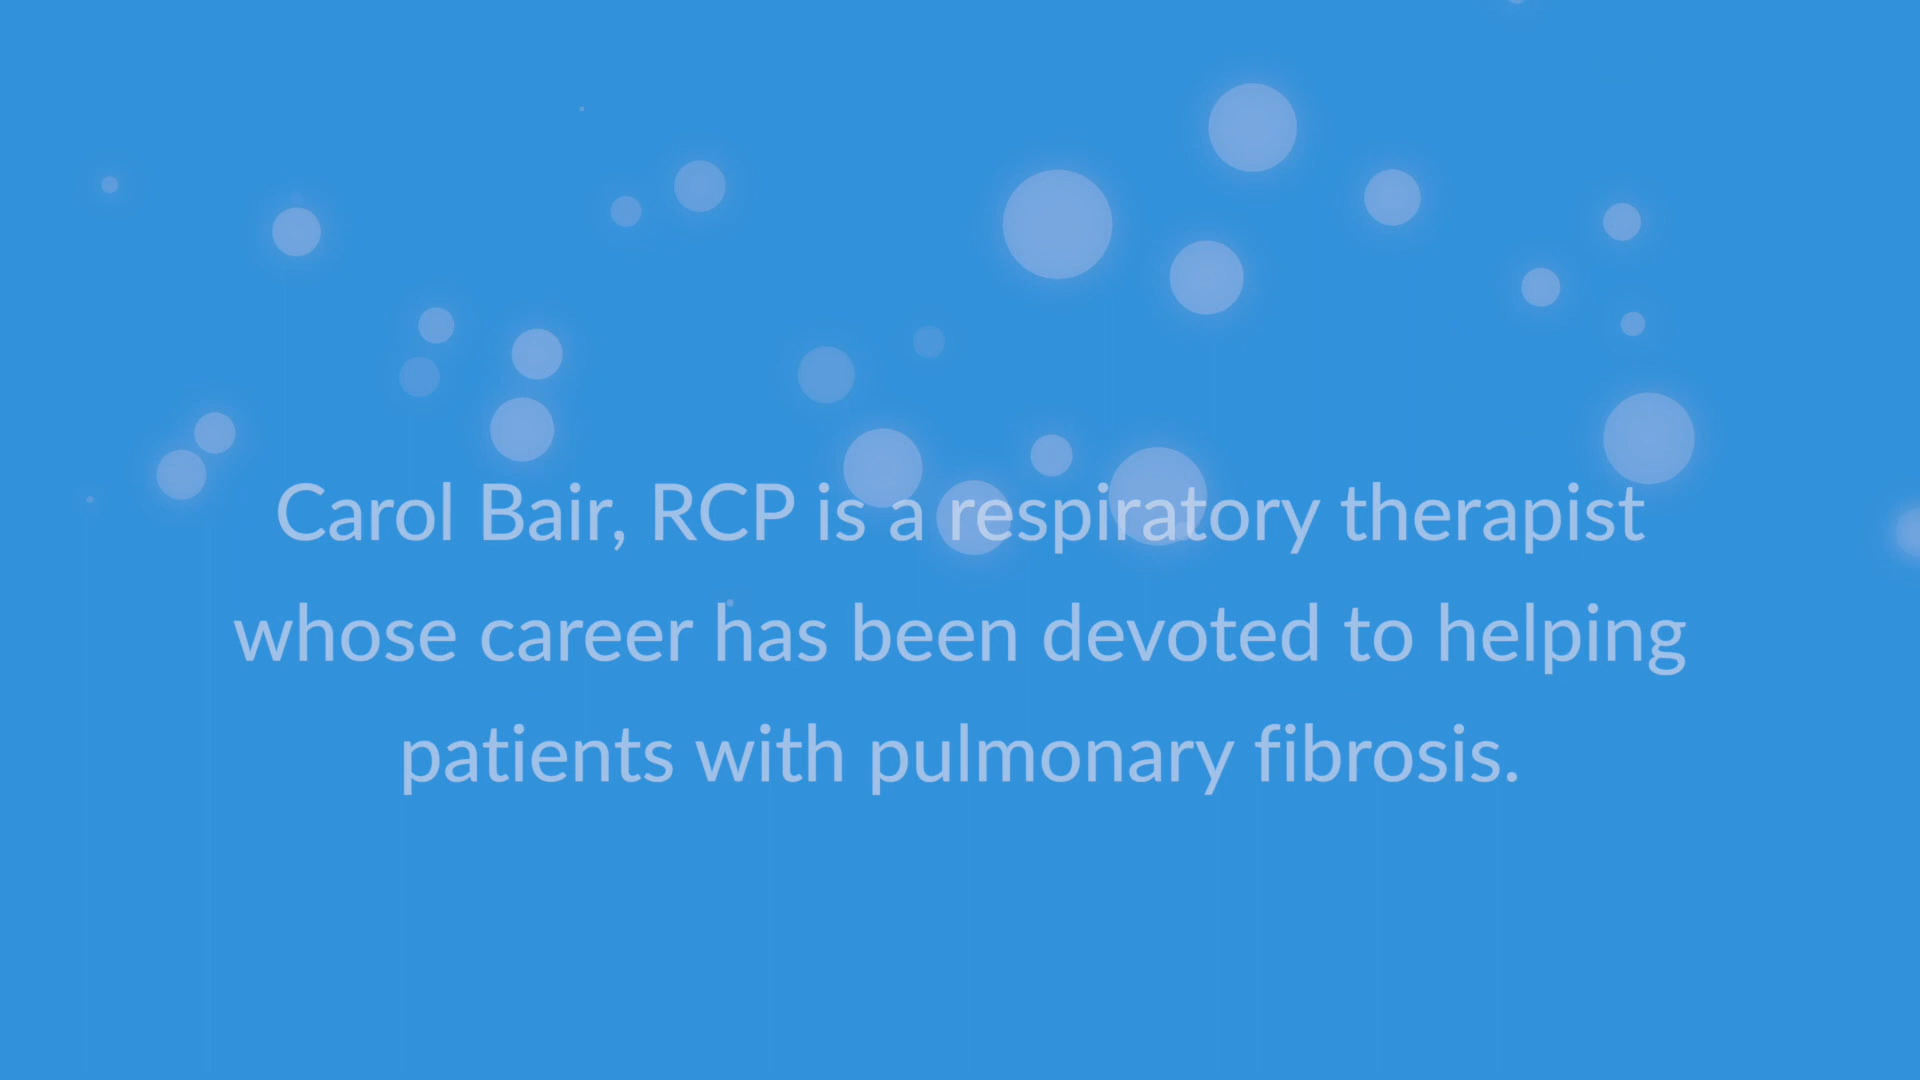 Carol Bair, RCP is a respiratory therapist
whose career has been devoted to helping
patients with pulmonary fibrosis.